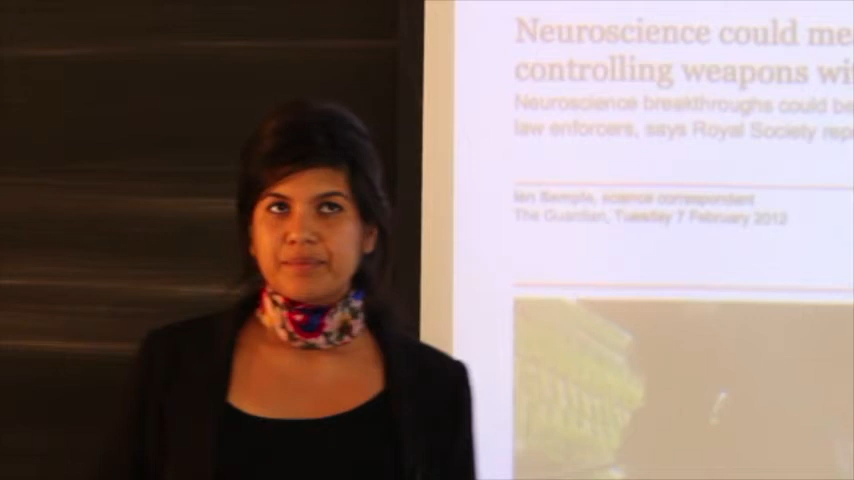 Neuroscience could me
controlling weapons wi
Neuroscience breakthroughs could be
law enforcers, says Royal Society rep
Ian Sample, science correspondent
The Guardian, Tuesday 7 February 2012